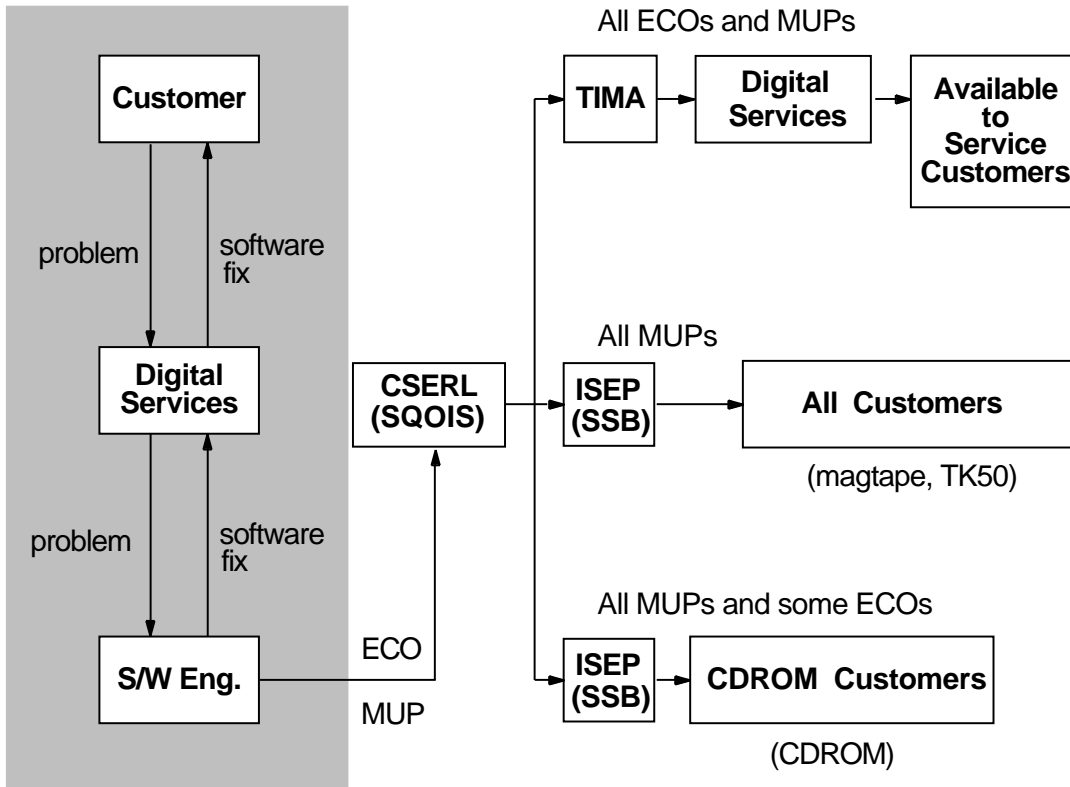 Customer
problem
software
fix
Digital
Services
problem
software
fix
S/W Eng.
ECO
MUP
CSERL
(SQOIS)
All ECOs and MUPs
TIMA
Digital
Services
Available
to
Service
Customers
All MUPs
ISEP
(SSB)
All Customers
(magtape, TK50)
All MUPs and some ECOs
ISEP
(SSB)
CDROM Customers
(CDROM)